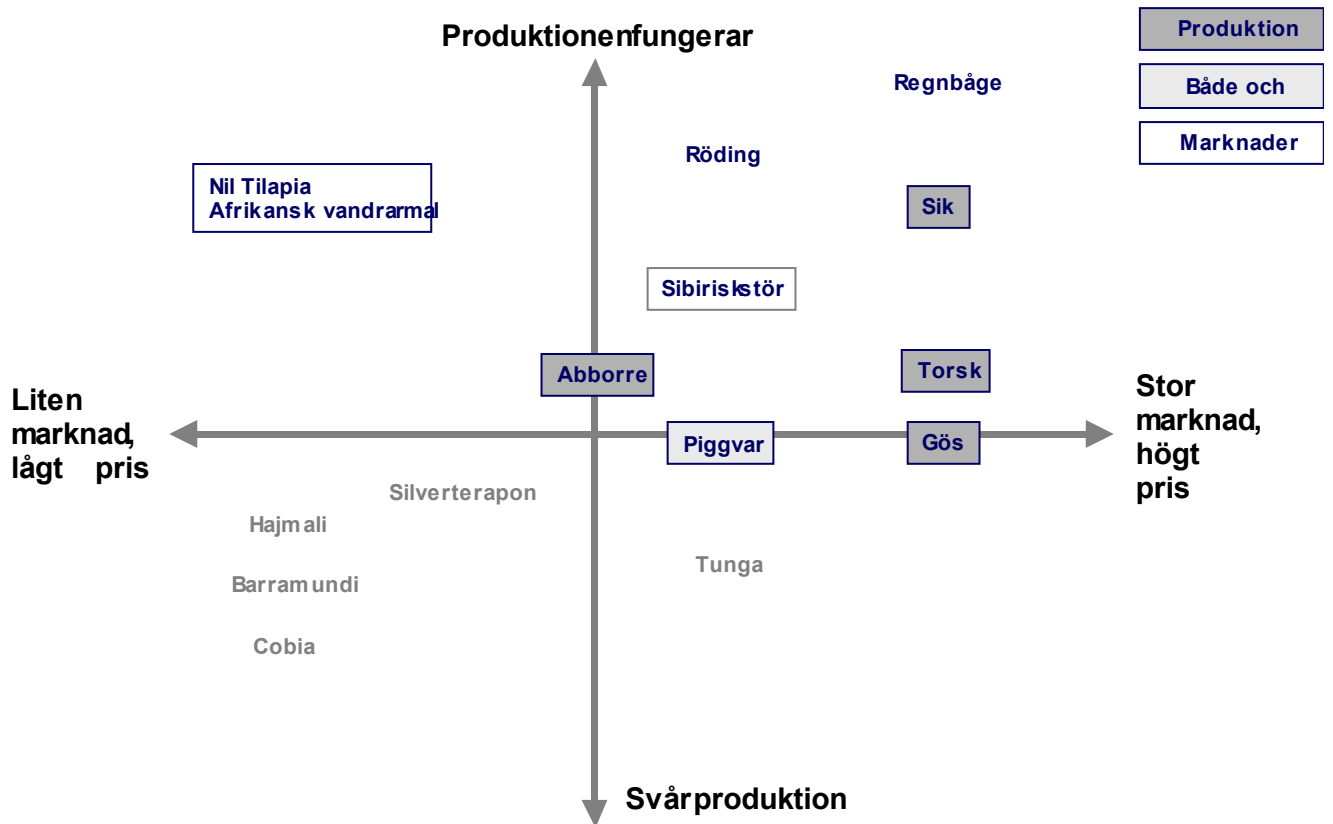 Produktionenfungerar
Produktion
Regnbåge
Både och
Marknader
Röding
Nil Tilapia
Afrikansk vandrarmal
Sik
Sibiriskstör
Abborre
Torsk
Liten
marknad,
lågt pris
Stor
marknad,
högt
pris
Piggvar
Gös
Silverterapon
Hajmali
Tunga
Barramundi
Cobia
Svårproduktion